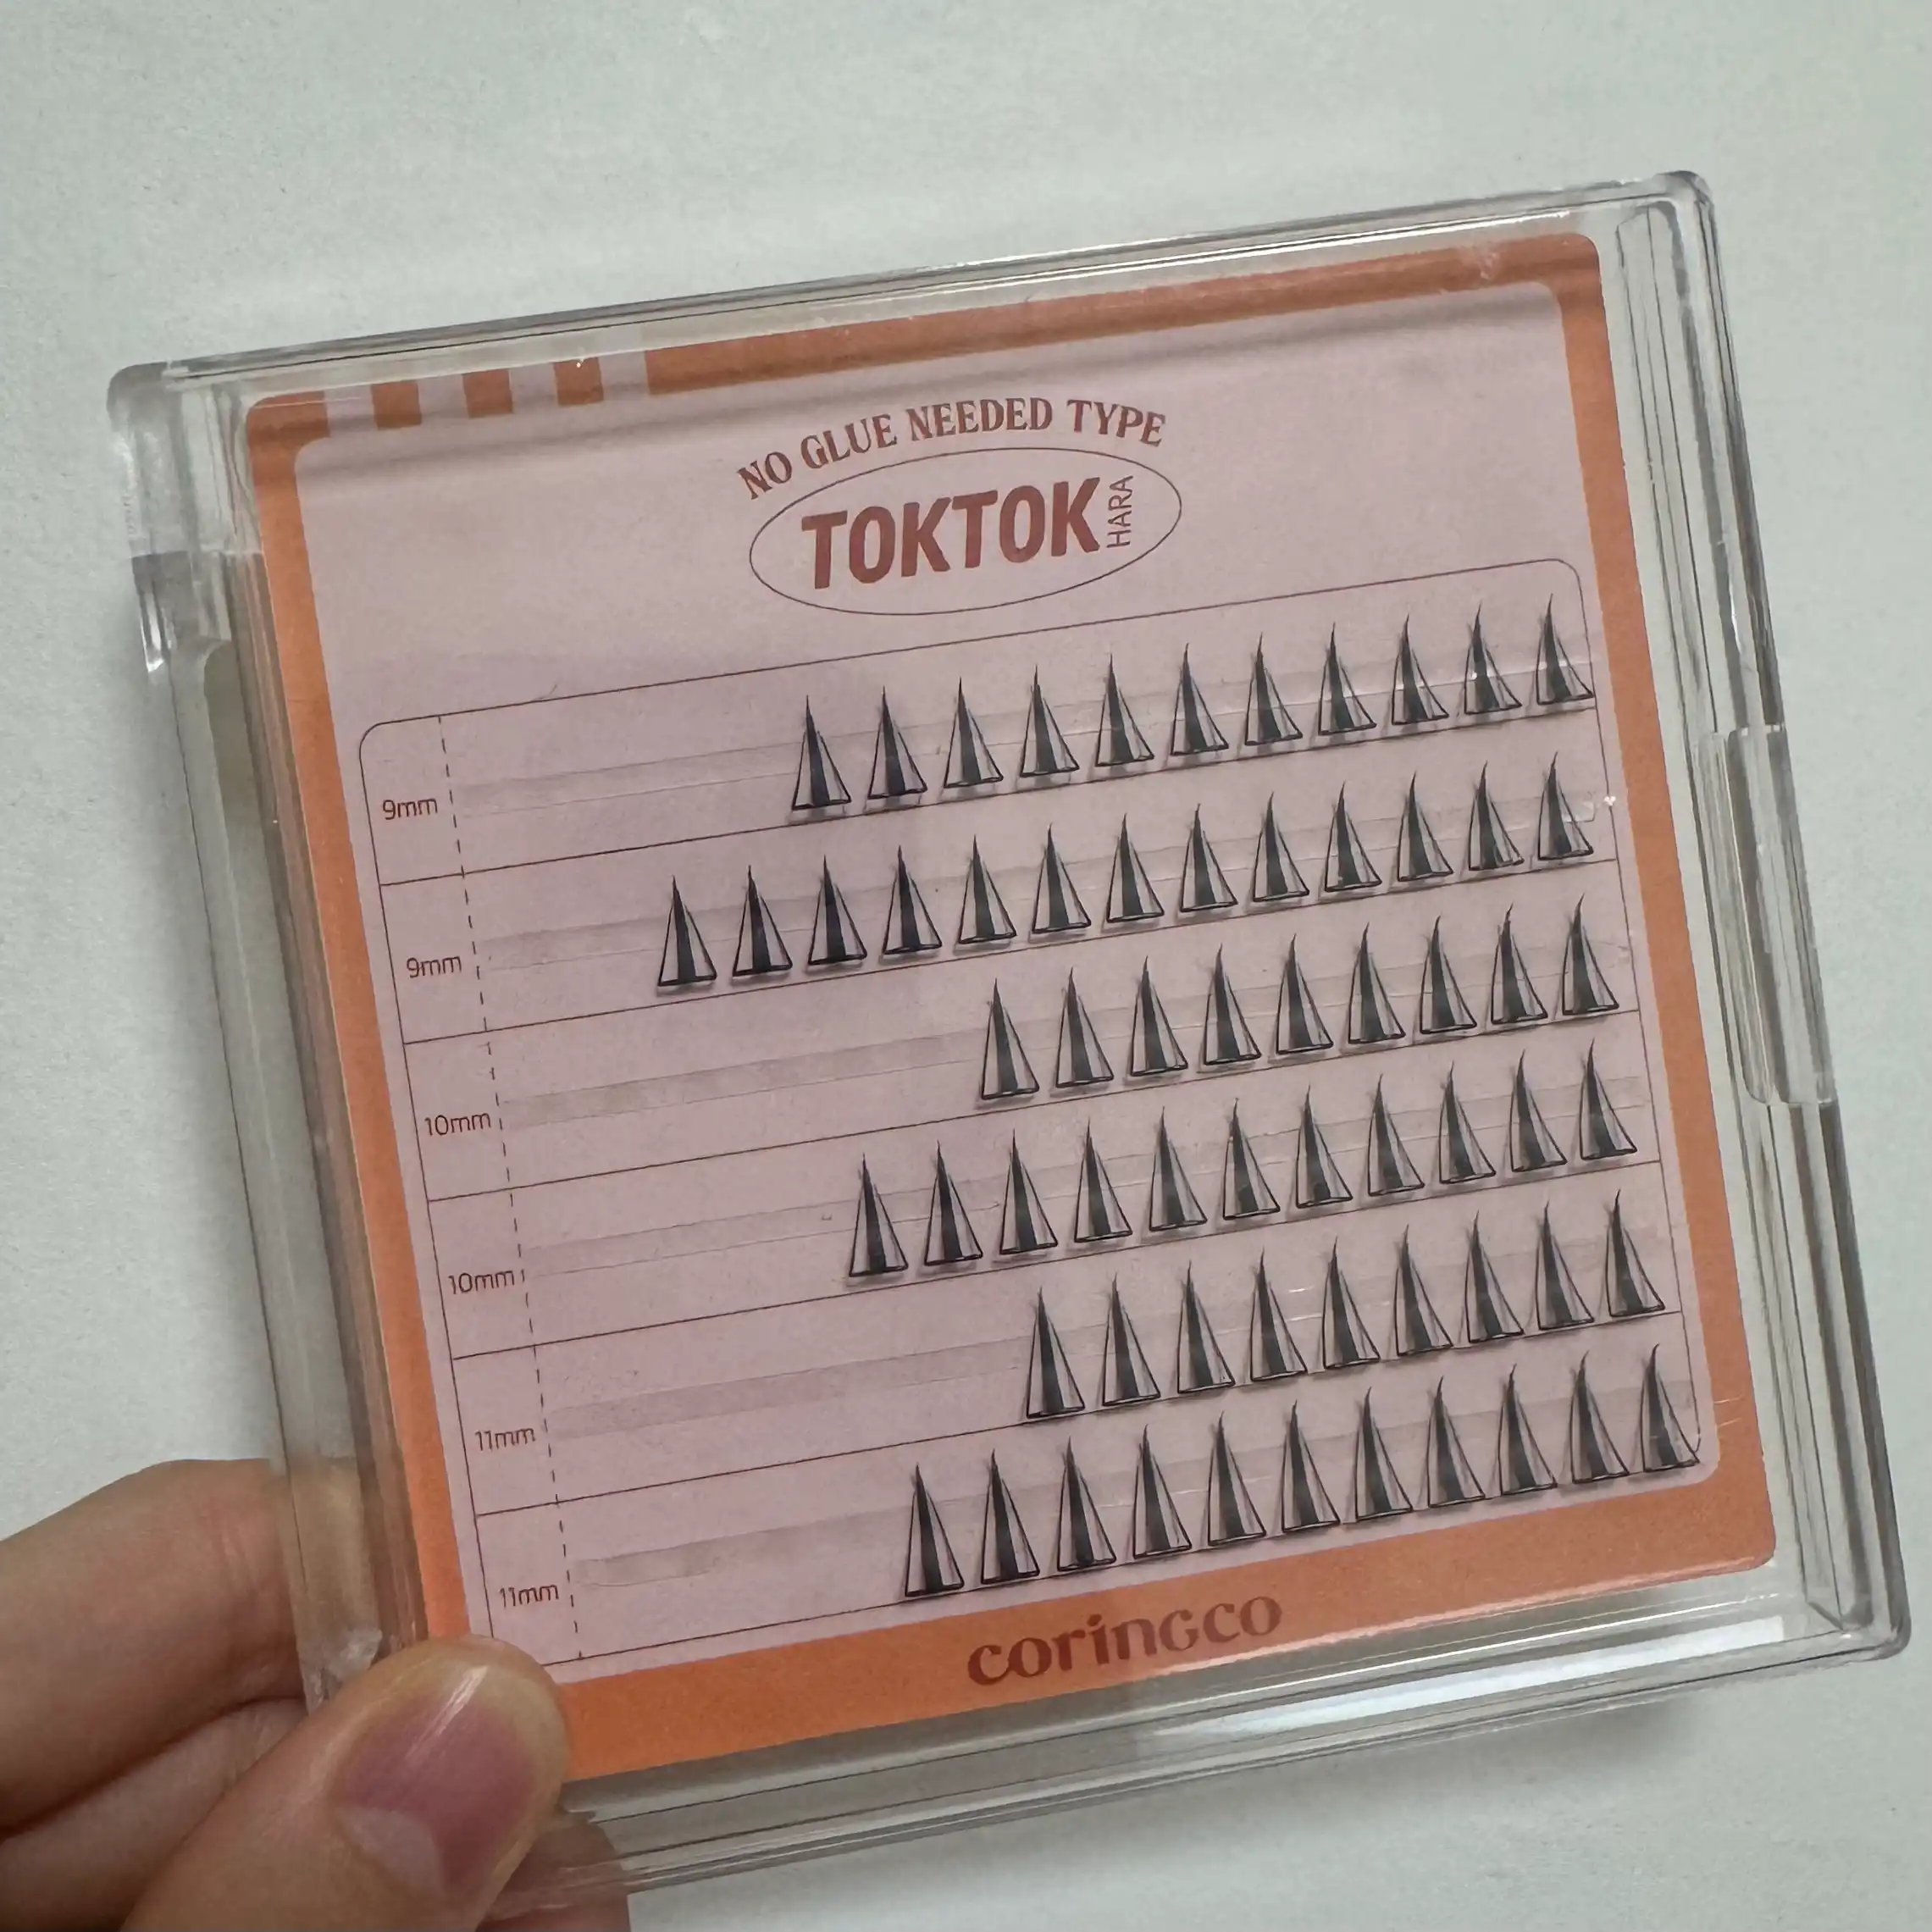 NO GLUE NEEDED TYPE
TOKTOK HARA
9mm
9mm
10mm
10mm
11mm
11mm
coringco